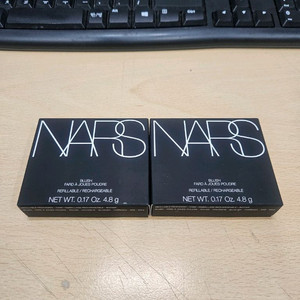 NARS
BLUSH
FARD À JOUES POUDRE
REFILLABLE / RECHARGEABLE
NET WT. 0.17 Oz. 4.8 g
NARS
BLUSH
FARD À JOUES POUDRE
REFILLABLE / RECHARGEABLE
NET WT. 0.17 Oz. 4.8 g